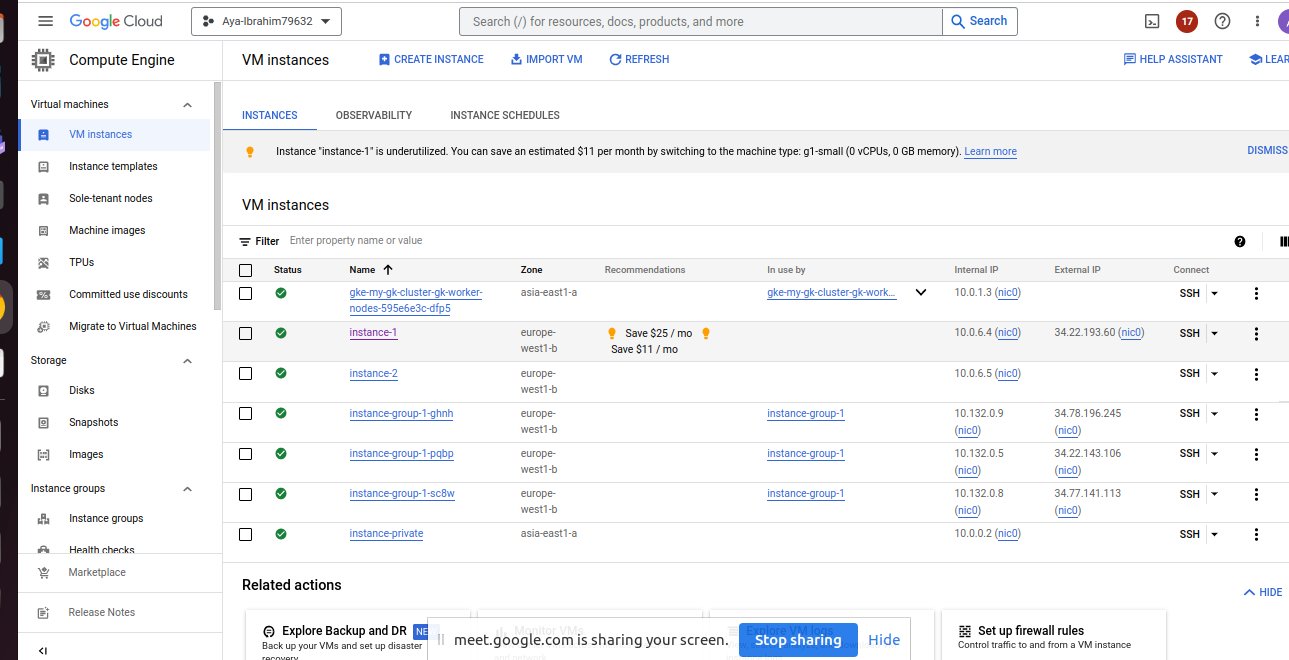 Google Cloud
Aya-Ibrahim79632
Search (/) for resources, docs, products, and more
Search
17
Compute Engine
VM instances
CREATE INSTANCE
IMPORT VM
REFRESH
HELP ASSISTANT
LEAR
Virtual machines
VM instances
Instance templates
Sole-tenant nodes
Machine images
TPUs
Committed use discounts
Migrate to Virtual Machines
Storage
Disks
Snapshots
Images
Instance groups
Instance groups
Health checks
Marketplace
Release Notes
INSTANCES
OBSERVABILITY
INSTANCE SCHEDULES
Instance "instance-1" is underutilized. You can save an estimated $11 per month by switching to the machine type: g1-small (0 vCPUs, 0 GB memory). Learn more
DISMISS
VM instances
Filter Enter property name or value
Status Name Zone Recommendations In use by Internal IP External IP Connect
gke-my-gk-cluster-gk-worker- asia-east1-a gke-my-gk-cluster-gk-work... 10.0.1.3 (nic0) SSH
nodes-595e6e3c-dfp5
instance-1 europe- Save $25 / mo 10.0.6.4 (nic0) 34.22.193.60 (nic0) SSH
west1-b Save $11 / mo
instance-2 europe- 10.0.6.5 (nic0) SSH
west1-b
instance-group-1-ghnh europe- instance-group-1 10.132.0.9 34.78.196.245 SSH
west1-b (nic0) (nic0)
instance-group-1-pqbp europe- instance-group-1 10.132.0.5 34.22.143.106 SSH
west1-b (nic0) (nic0)
instance-group-1-sc8w europe- instance-group-1 10.132.0.8 34.77.141.113 SSH
west1-b (nic0) (nic0)
instance-private asia-east1-a 10.0.0.2 (nic0) SSH
Related actions
HIDE
Explore Backup and DR NE
Back up your VMs and set up disaster
recovery
Monitor VMs
and network
Explore VM logs
Set up firewall rules
Control traffic to and from a VM instance
meet.google.com is sharing your screen.
Stop sharing
Hide